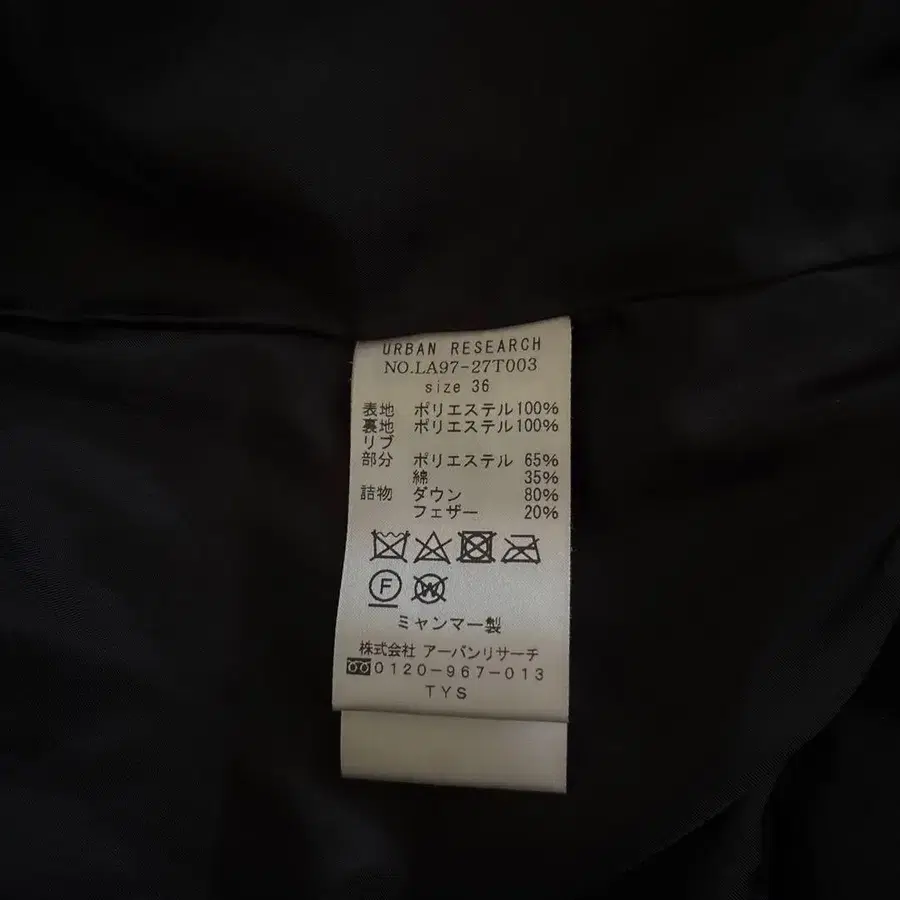 URBAN RESEARCH
NO.LA97-27T003
size 36
表地 ポリエステル100%
裏地 ポリエステル100%
リブ
部分 ポリエステル 65%
綿 35%
詰物 ダウン 80%
フェザー 20%
F W
ミャンマー製
株式会社 アーバンリサーチ
0120-967-013
TYS